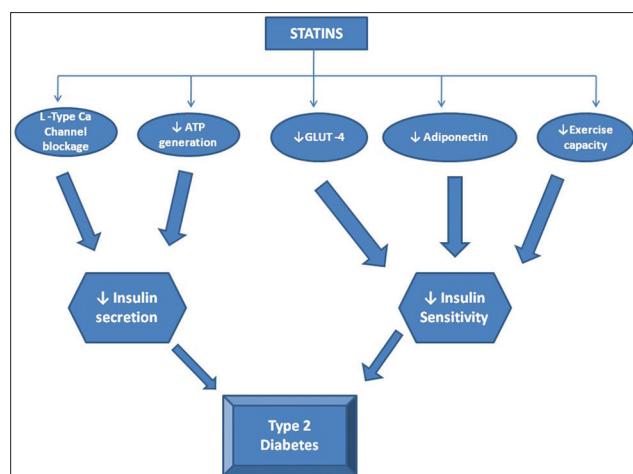 STATINS
L -Type Ca
Channel
blockage
↓ ATP
generation
↓GLUT -4
↓ Adiponectin
↓Exercise
capacity
↓ Insulin
secretion
↓ Insulin
Sensitivity
Type 2
Diabetes